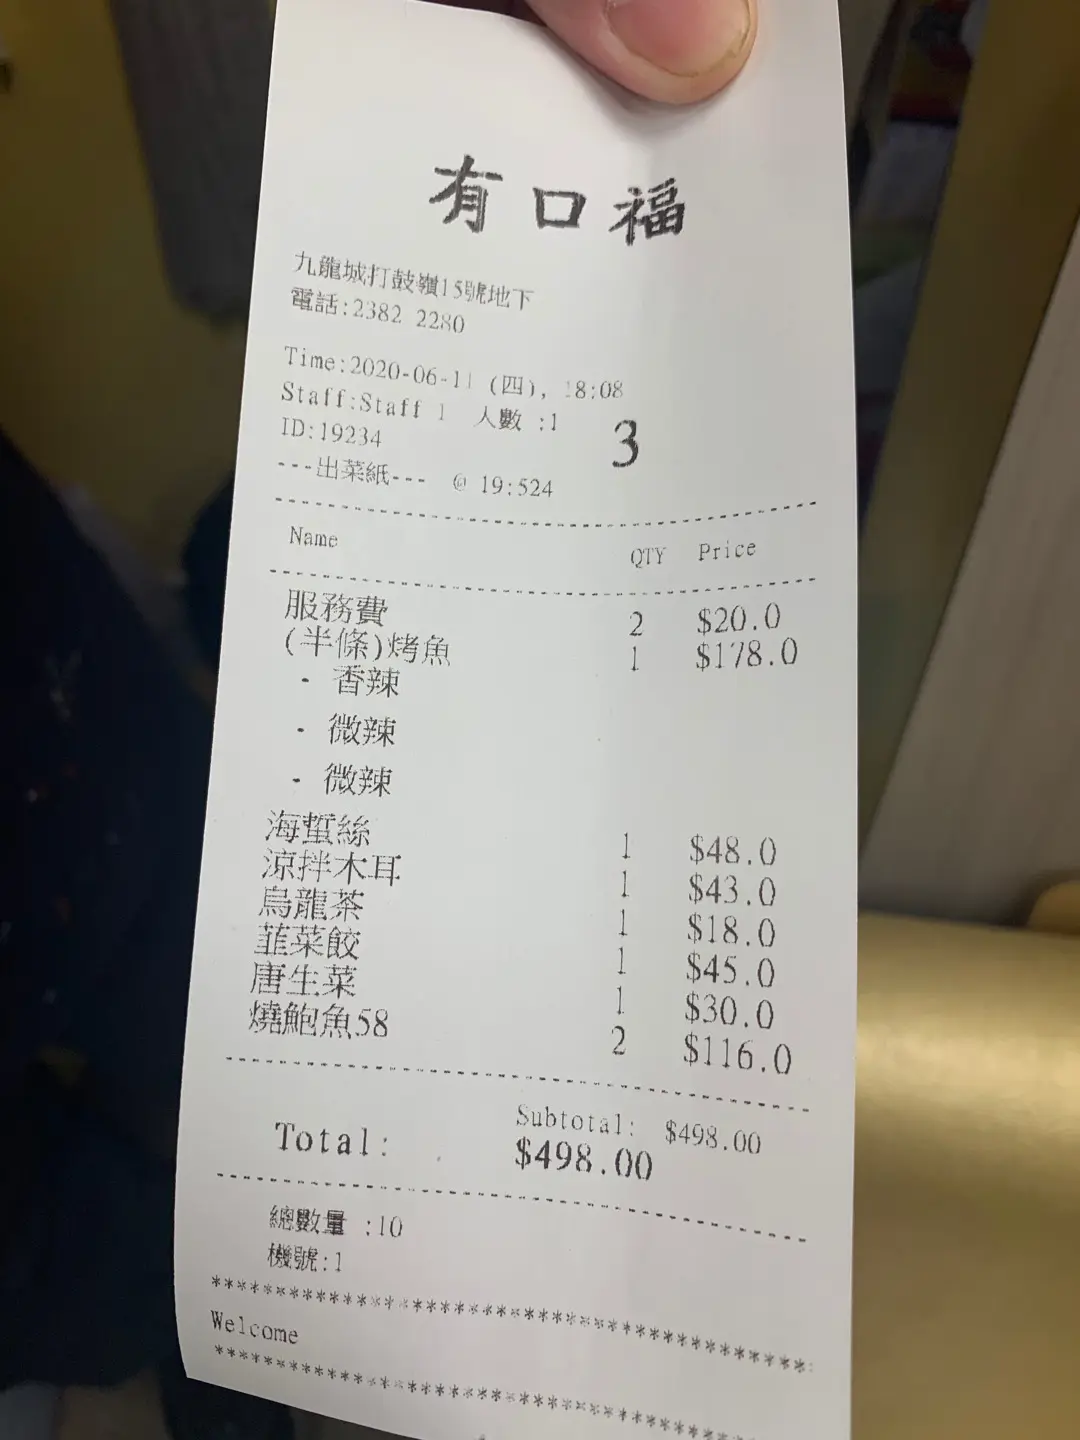 有口福
九龍城打鼓嶺15號地下
電話:2382 2280
Time:2020-06-11 (四), 18:08
Staff:Staff 1 人數 :1
3
ID:19234
---出菜紙--- @ 19:524
Name QTY Price
服務費 2 $20.0
(半條)烤魚 1 $178.0
- 香辣
- 微辣
- 微辣
海蜇絲 1 $48.0
涼拌木耳 1 $43.0
烏龍茶 1 $18.0
韮菜餃 1 $45.0
唐生菜 1 $30.0
燒鮑魚58 2 $116.0
Subtotal: $498.00
Total: $498.00
總數量 :10
機號:1
Welcome